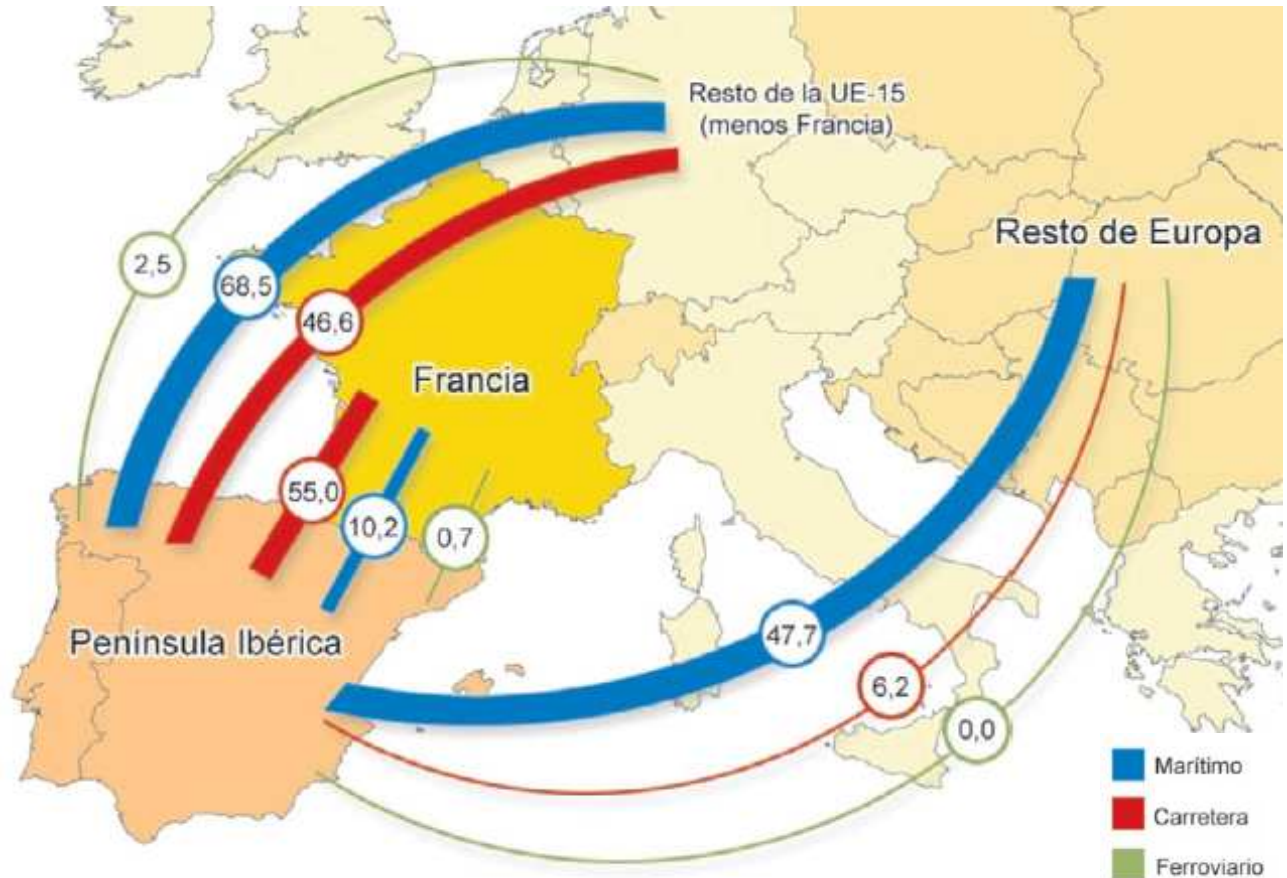 Resto de la UE-15
(menos Francia)
Resto de Europa
2,5
68,5
46,6
Francia
55,0
10,2
0,7
Península Ibérica
47,7
6,2
0,0
Marítimo
Carretera
Ferroviario